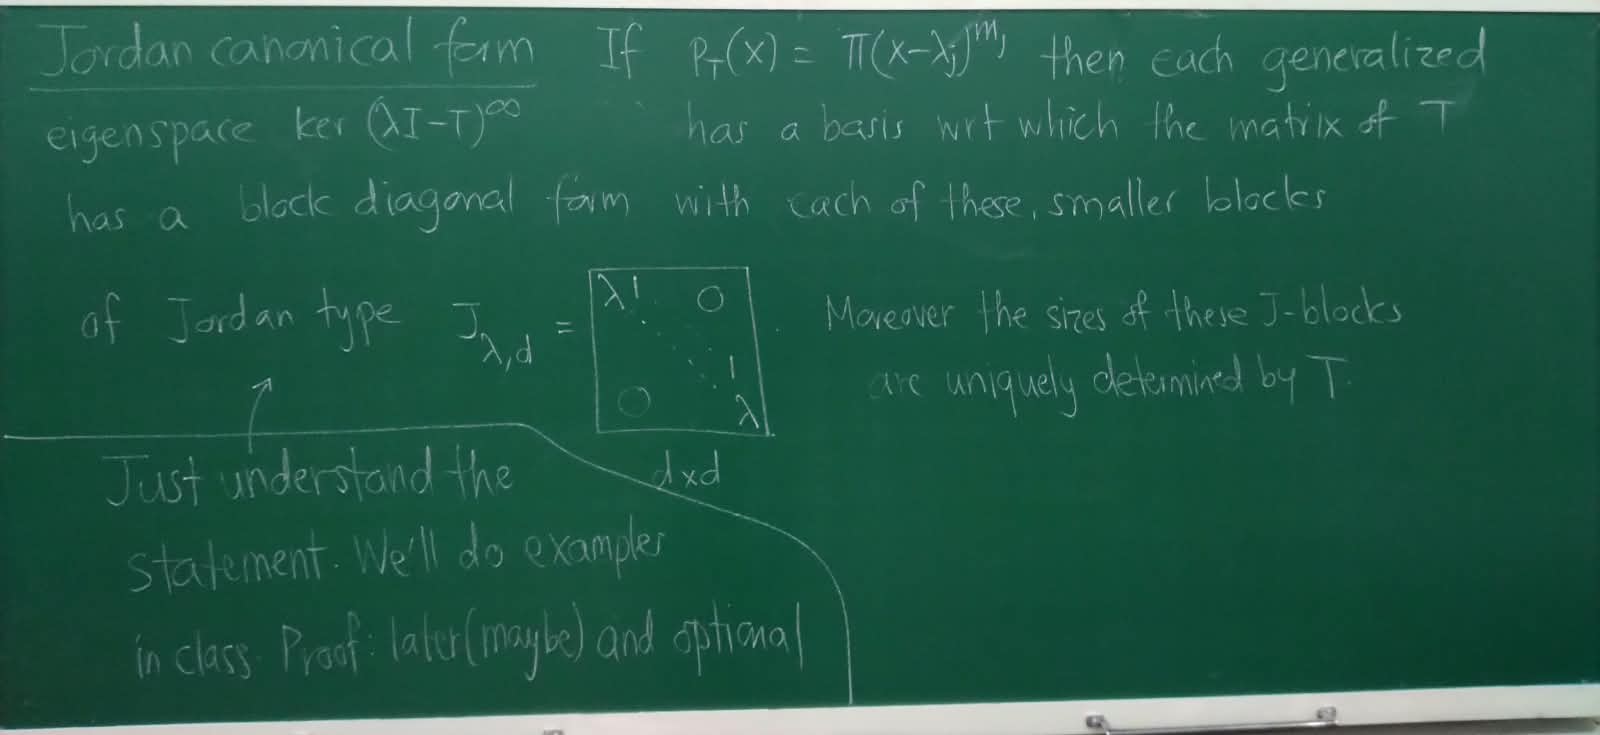 Jordan canonical form If P_T(x) = π(x-λ_j)^{m_j} then each generalized
eigenspace ker (λI-T)^∞ has a basis wrt which the matrix of T
has a block diagonal form with each of these smaller blocks
of Jordan type J_{λ,d} =
λ 1 O
1
O λ
d×d
Moreover the sizes of these J-blocks
are uniquely determined by T.
Just understand the
statement. We'll do examples
in class. Proof: later (maybe) and optional